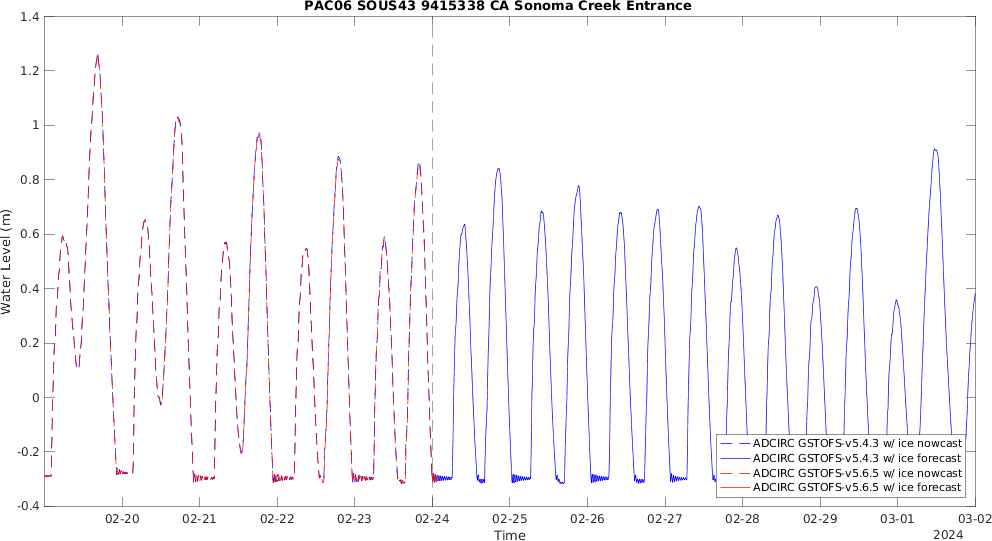 PAC06 SOUS43 9415338 CA Sonoma Creek Entrance
1.4
1.2
1
0.8
0.6
0.4
0.2
0
-0.2
-0.4
Water Level (m)
ADCIRC GSTOFS-v5.4.3 w/ ice nowcast
ADCIRC GSTOFS-v5.4.3 w/ ice forecast
ADCIRC GSTOFS-v5.6.5 w/ ice nowcast
ADCIRC GSTOFS-v5.6.5 w/ ice forecast
02-20 02-21 02-22 02-23 02-24 02-25 02-26 02-27 02-28 02-29 03-01 03-02
Time
2024